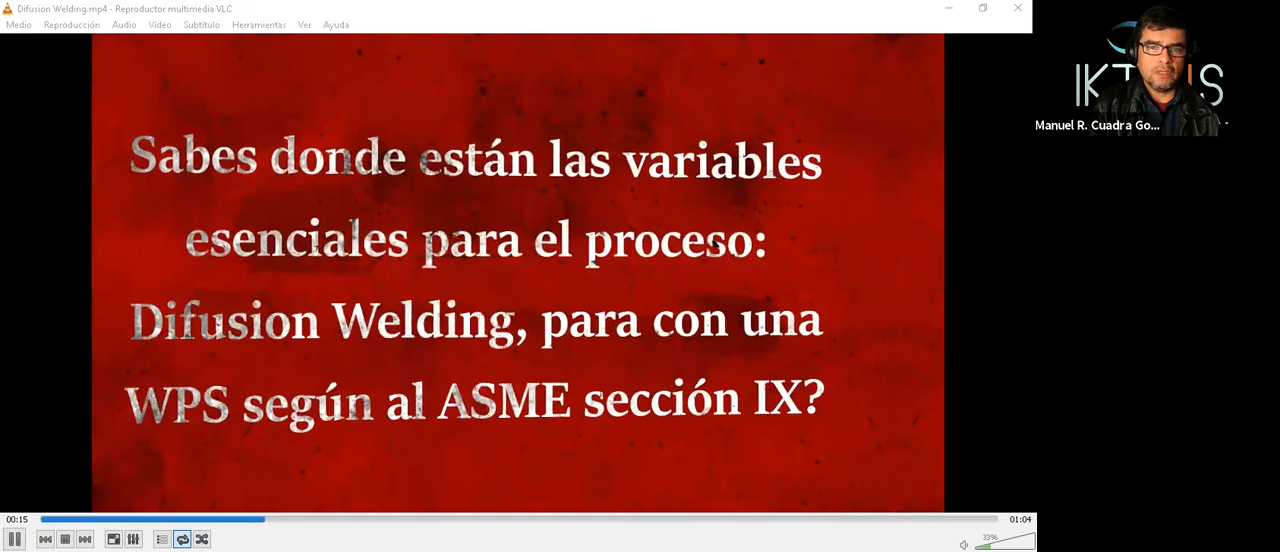 Difusion Welding.mp4 - Reproductor multimedia VLC
Medio Reproducción Audio Video Subtítulo Herramientas Ver Ayuda
Sabes donde están las variables
esenciales para el proceso:
Difusion Welding, para con una
WPS según al ASME sección IX?
Manuel R. Cuadra Go...
00:15
01:04
33%